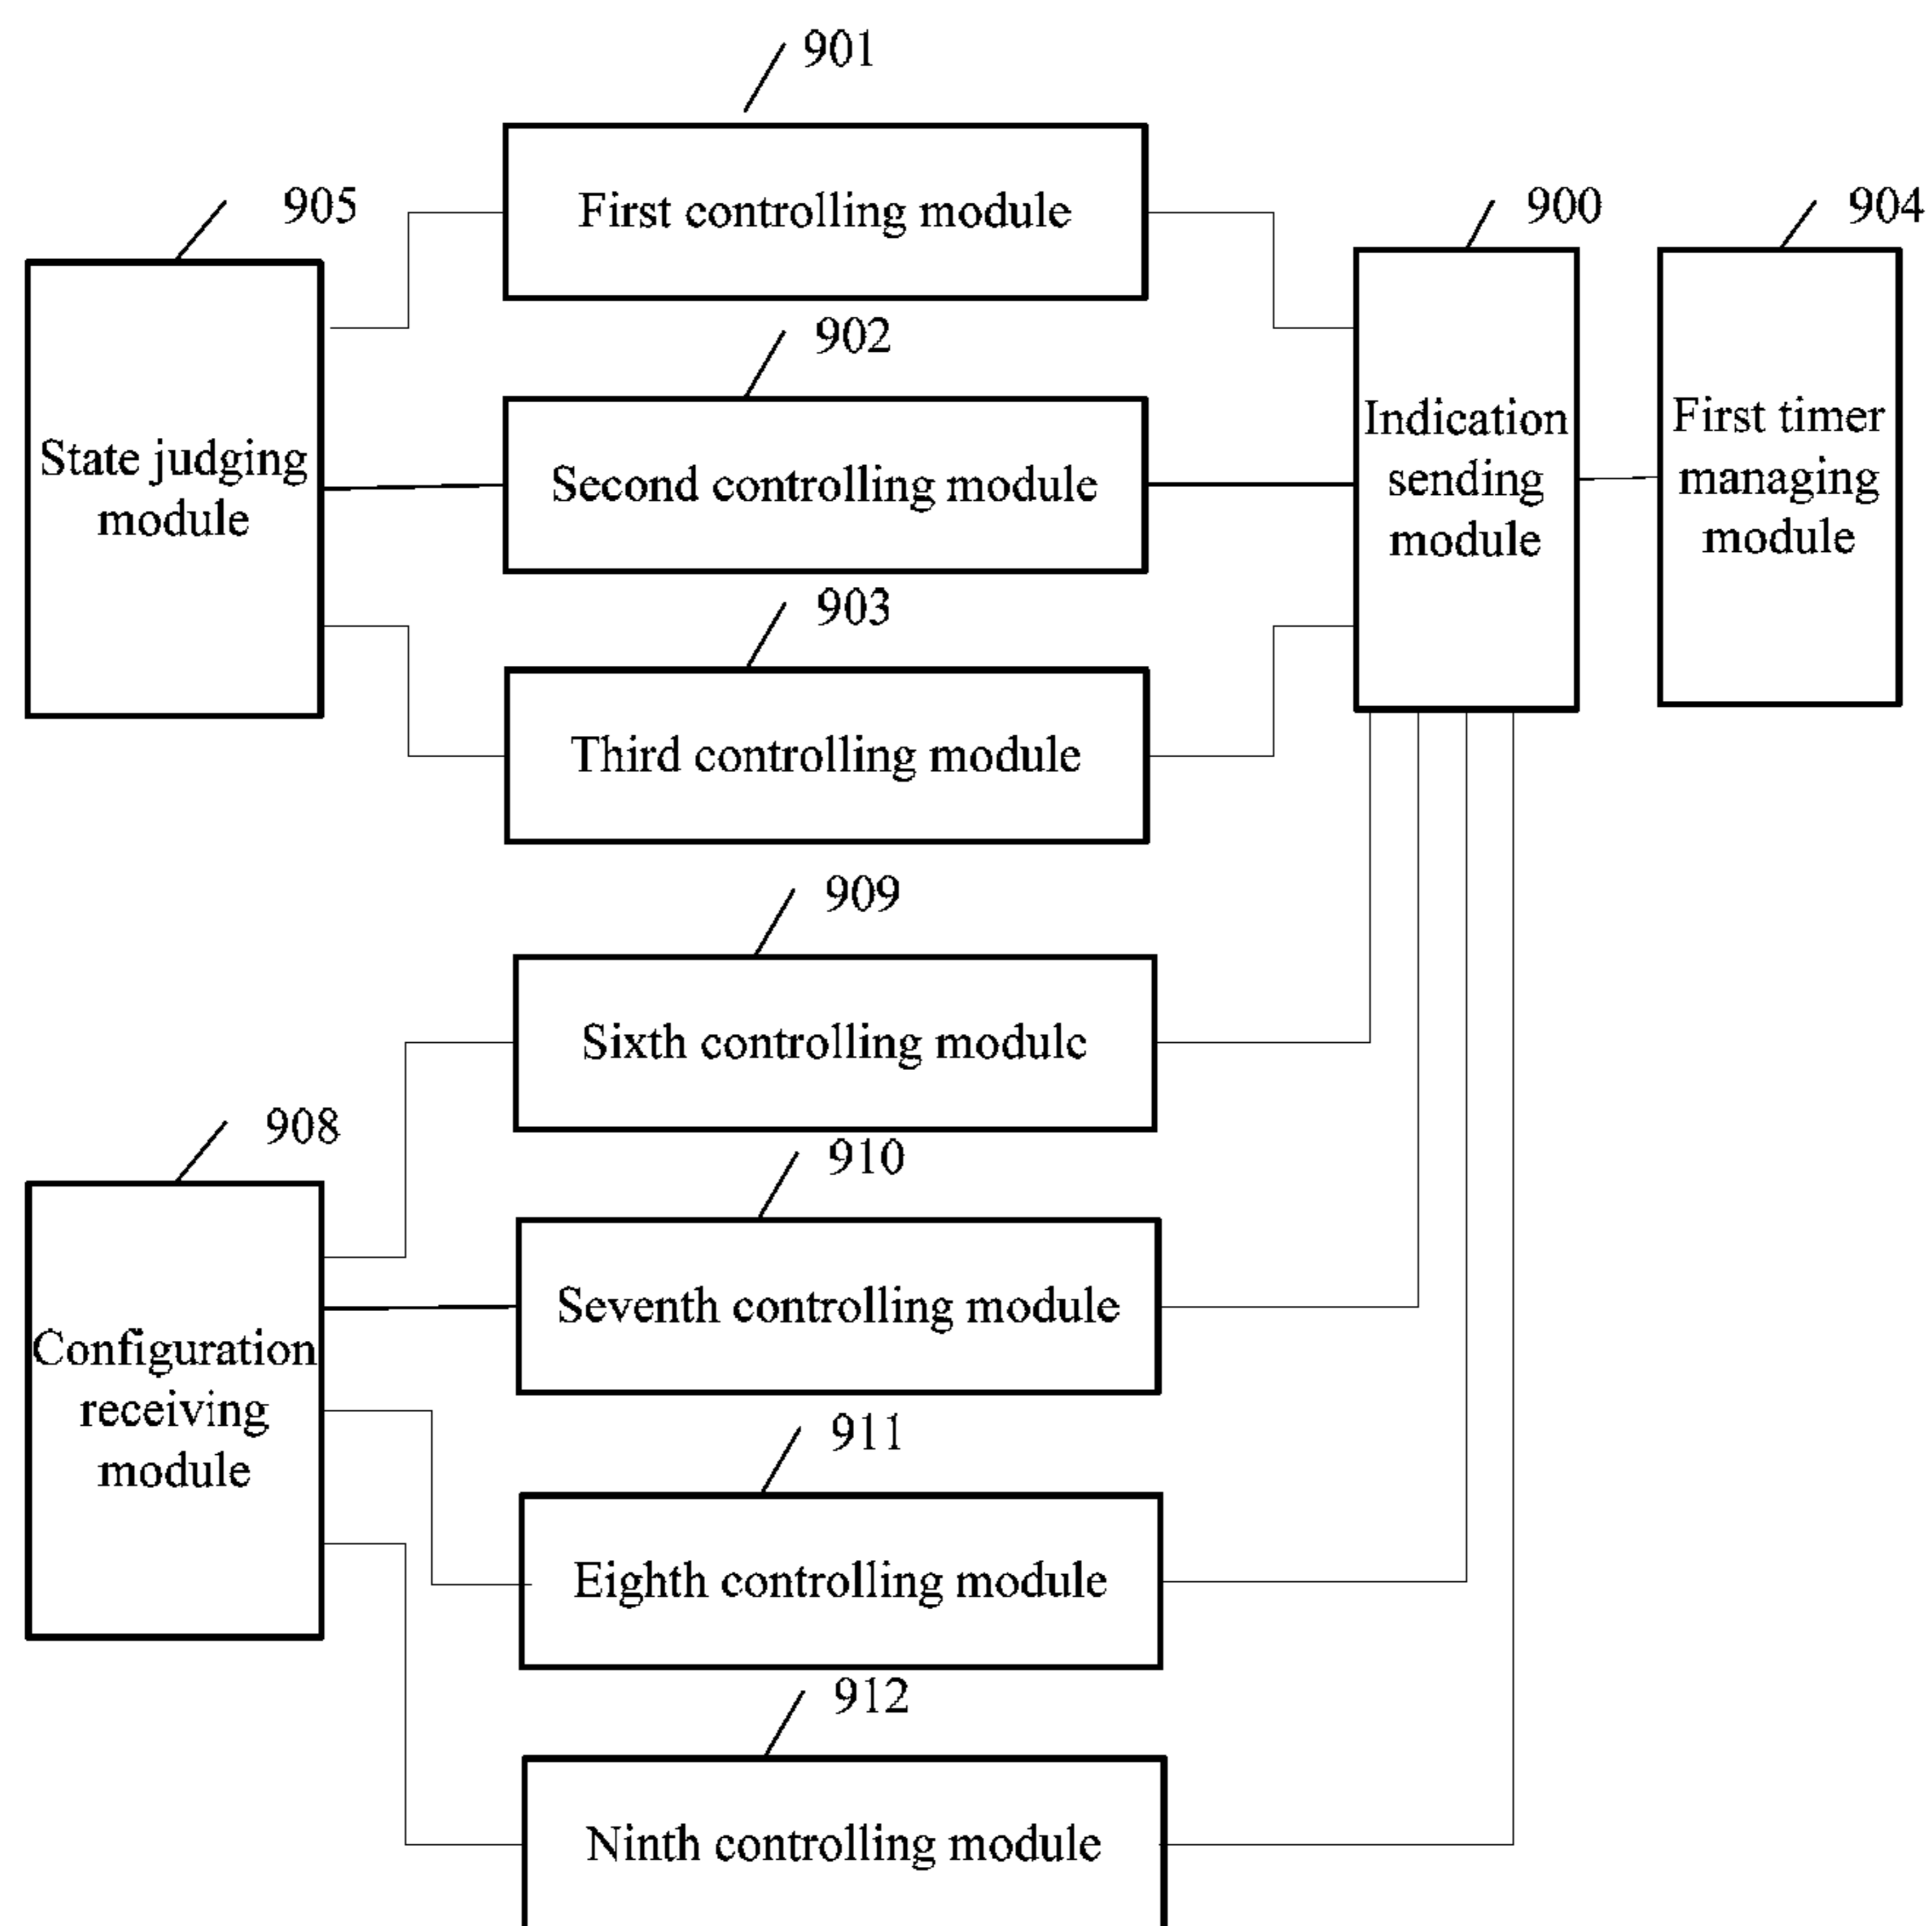 901
First controlling module
905
State judging
module
902
Second controlling module
903
Third controlling module
900
Indication
sending
module
904
First timer
managing
module
909
Sixth controlling module
908
Configuration
receiving
module
910
Seventh controlling module
911
Eighth controlling module
912
Ninth controlling module